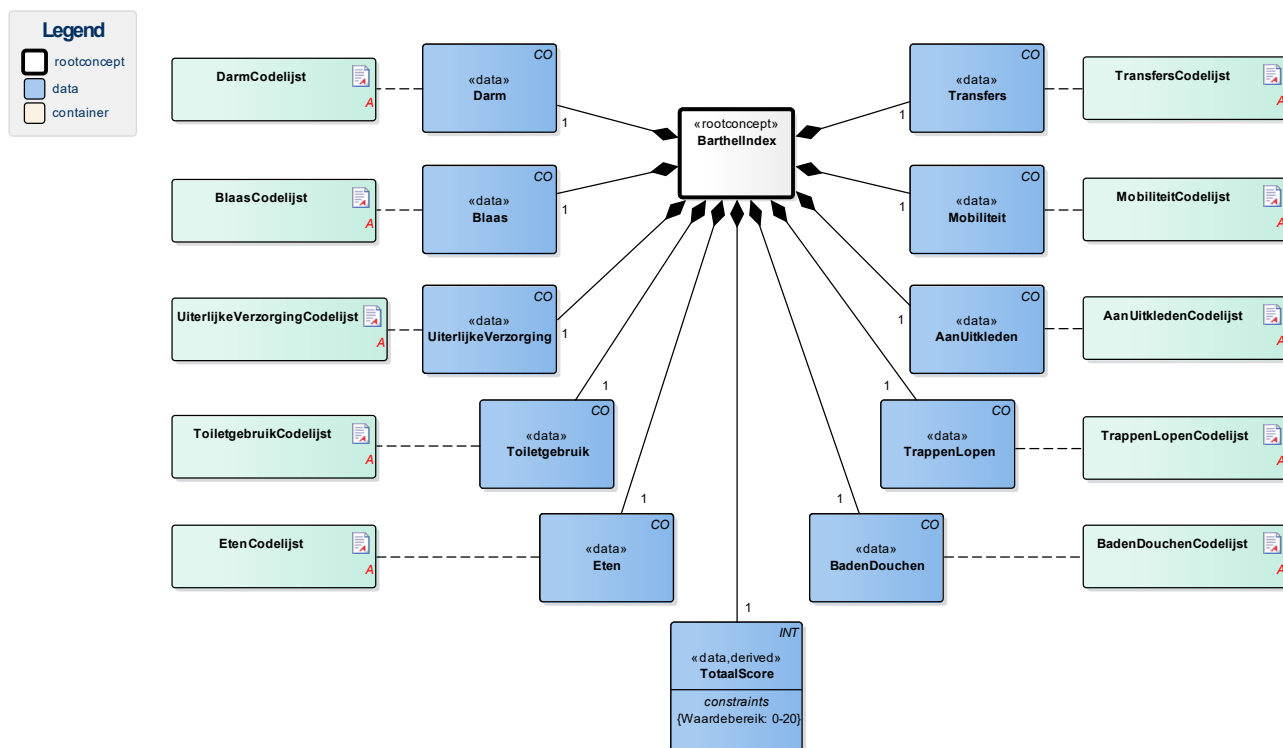 Legend
rootconcept
data
container
DarmCodelijst
A
CO
«data»
Darm
1
«rootconcept»
BarthelIndex
CO
«data»
Transfers
1
TransfersCodelijst
A
BlaasCodelijst
A
CO
«data»
Blaas
1
CO
«data»
Mobiliteit
1
MobiliteitCodelijst
A
UiterlijkeVerzorgingCodelijst
A
CO
«data»
UiterlijkeVerzorging
1
CO
«data»
AanUitkleden
1
AanUitkledenCodelijst
A
ToiletgebruikCodelijst
A
CO
«data»
Toiletgebruik
1
CO
«data»
TrappenLopen
1
TrappenLopenCodelijst
A
EtenCodelijst
A
CO
«data»
Eten
1
CO
«data»
BadenDouchen
1
BadenDouchenCodelijst
A
1
INT
«data,derived»
TotaalScore
constraints
{Waardebereik: 0-20}